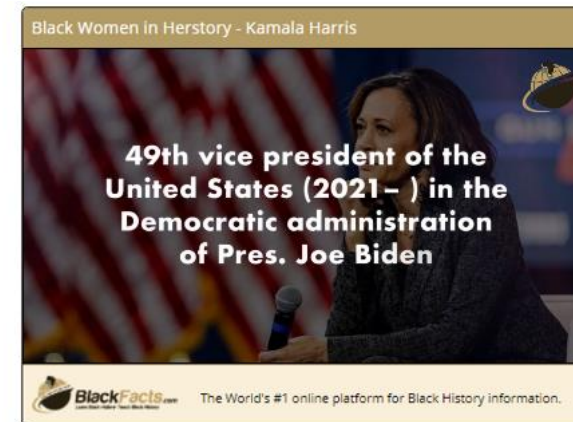 Black Women in Herstory - Kamala Harris
49th vice president of the
United States (2021– ) in the
Democratic administration
of Pres. Joe Biden
BlackFacts.com
The World's #1 online platform for Black History information.